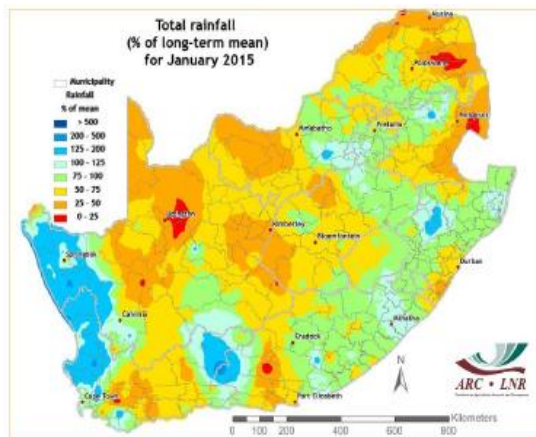 Total rainfall
(% of long-term mean)
for January 2015
Municipality
Rainfall
% of mean
> 500
200 - 500
125 - 200
100 - 125
75 - 100
50 - 75
25 - 50
0 - 25
Musina
Polokwane
Mafikeng
Pretoria
Upington
Kimberley
Bloemfontein
Springbok
Durban
Calvinia
Mthatha
Cradock
Cape Town
Port Elizabeth
N
ARC • LNR
Kilometers
0 100 200 400 600 800